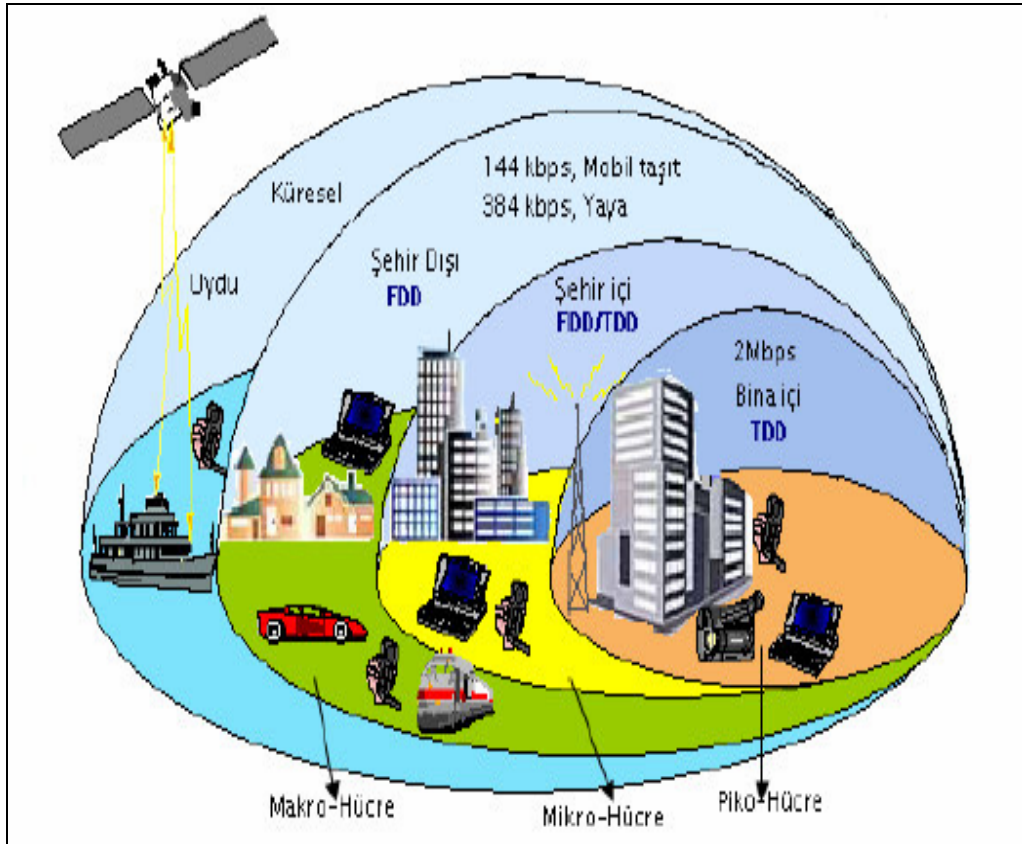 Küresel
144 kbps, Mobil taşıt
384 kbps, Yaya
Uydu
Şehir Dışı
FDD
Şehir içi
FDD/TDD
2Mbps
Bina içi
TDD
Makro-Hücre
Mikro-Hücre
Piko-Hücre